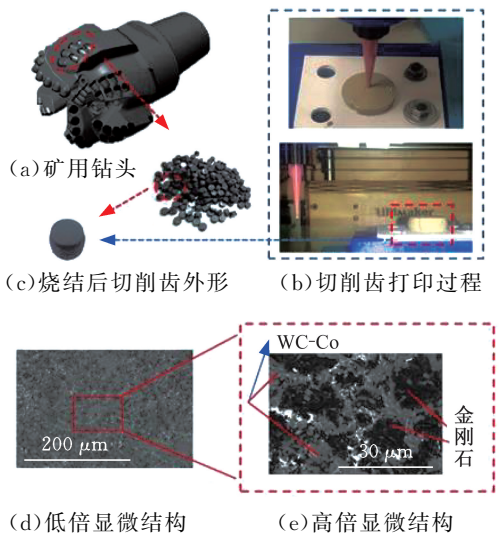 (a)矿用钻头
Ultimaker
(c)烧结后切削齿外形
(b)切削齿打印过程
WC-Co
200 μm
30 μm
金刚石
(d)低倍显微结构
(e)高倍显微结构